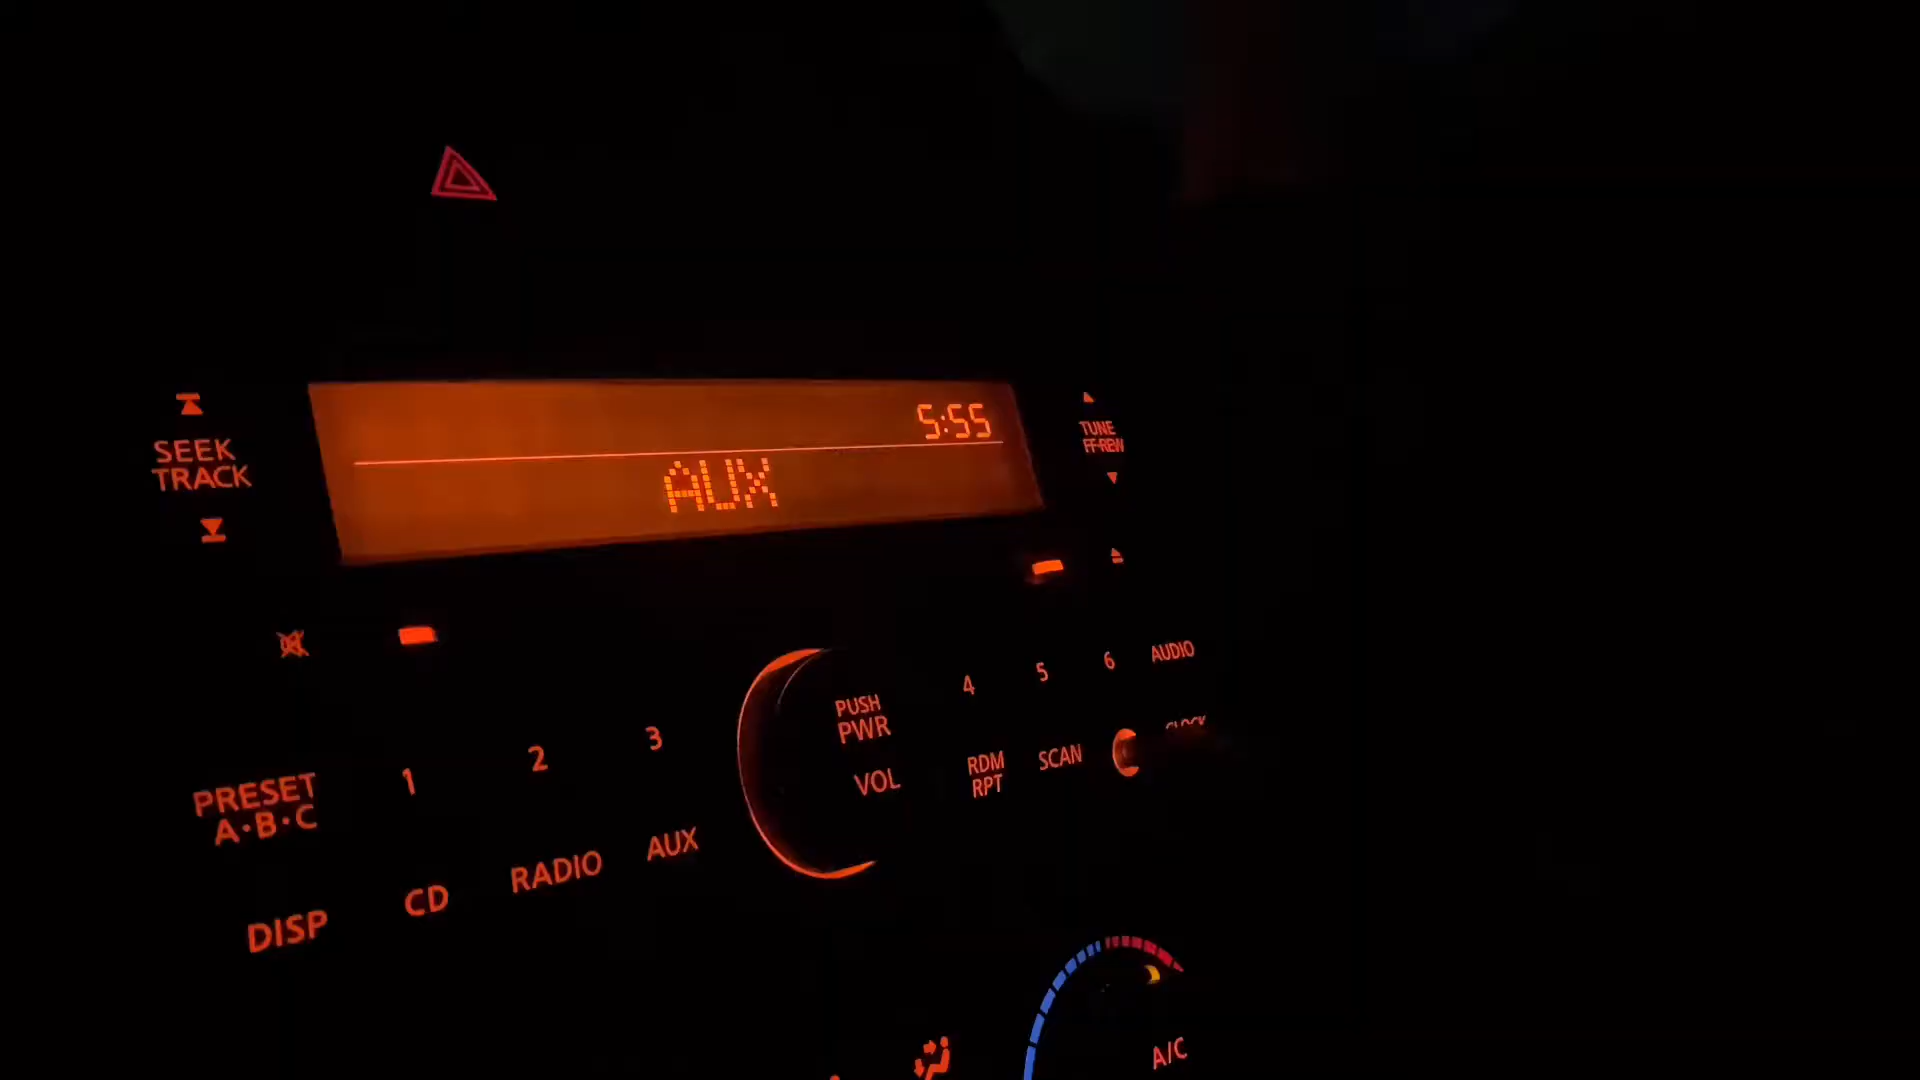 5:55
AUX
SEEK
TRACK
TUNE
FF·REW
PUSH
PWR
VOL
PRESET
A·B·C
1
2
3
4
5
6
AUDIO
DISP
CD
RADIO
AUX
RDM
RPT
SCAN
CLOCK
A/C